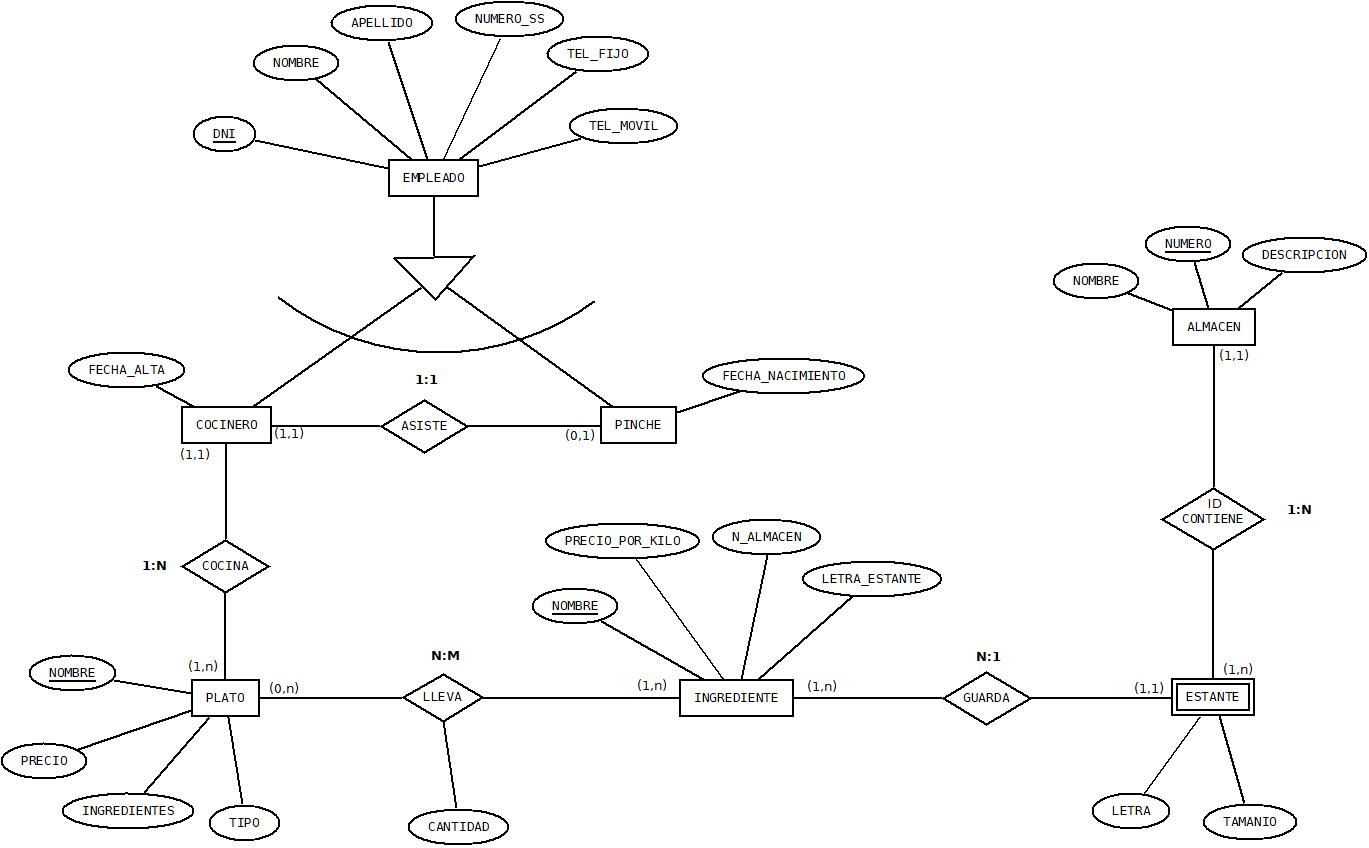 APELLIDO
NUMERO_SS
NOMBRE
TEL_FIJO
DNI
TEL_MOVIL
EMPLEADO
NUMERO
DESCRIPCION
NOMBRE
ALMACEN
(1,1)
FECHA_ALTA
1:1
FECHA_NACIMIENTO
COCINERO
(1,1)
ASISTE
(0,1)
PINCHE
(1,1)
ID
CONTIENE
1:N
1:N
COCINA
PRECIO_POR_KILO
N_ALMACEN
LETRA_ESTANTE
NOMBRE
N:M
N:1
(1,n)
(1,n)
NOMBRE
PLATO
(0,n)
LLEVA
(1,n)
INGREDIENTE
(1,n)
GUARDA
(1,1)
ESTANTE
PRECIO
INGREDIENTES
TIPO
CANTIDAD
LETRA
TAMANIO